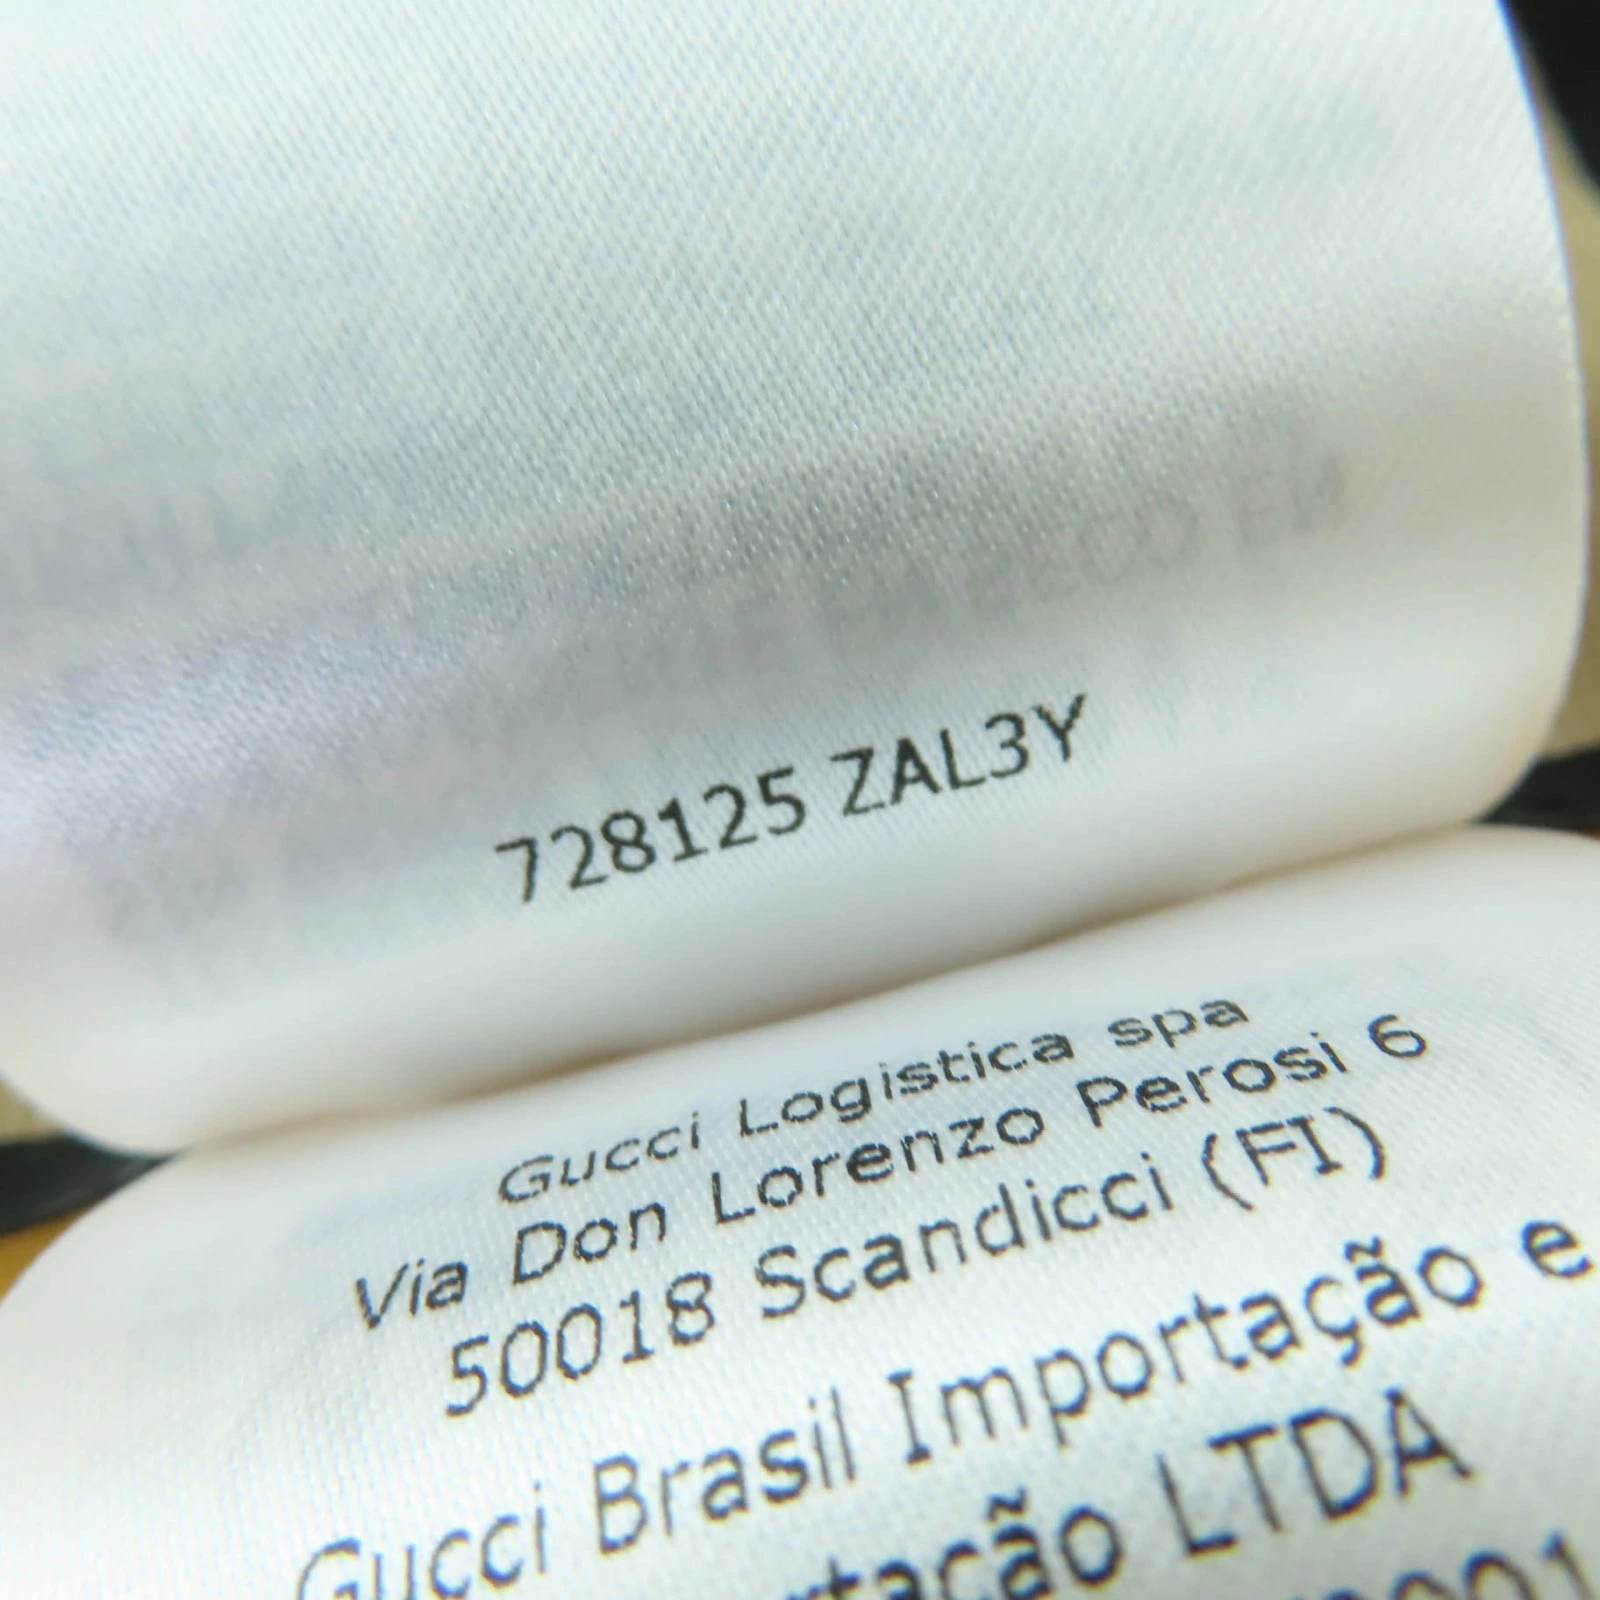 728125 ZAL3Y
Gucci Logistica spa
Via Don Lorenzo Perosi 6
50018 Scandicci (FI)
Gucci Brasil Importação e
LTDA